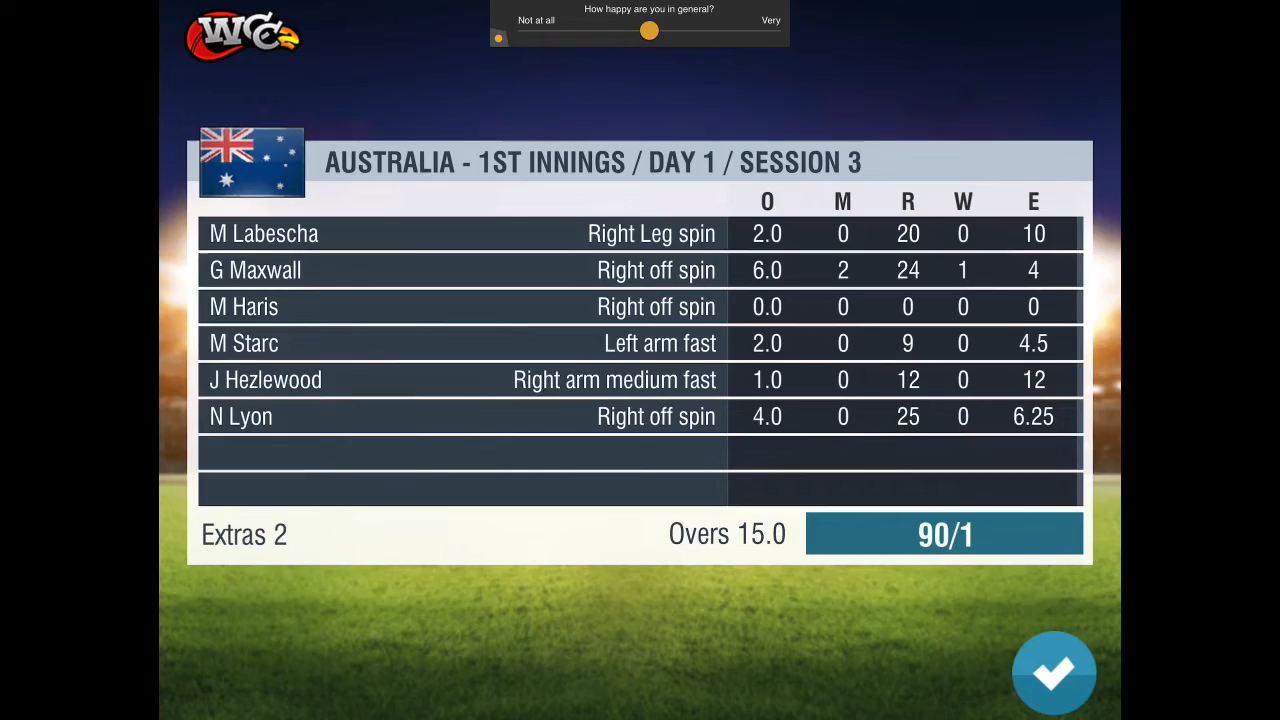 How happy are you in general?
Not at all Very
WCC2
AUSTRALIA - 1ST INNINGS / DAY 1 / SESSION 3
O M R W E
M Labescha Right Leg spin 2.0 0 20 0 10
G Maxwall Right off spin 6.0 2 24 1 4
M Haris Right off spin 0.0 0 0 0 0
M Starc Left arm fast 2.0 0 9 0 4.5
J Hezlewood Right arm medium fast 1.0 0 12 0 12
N Lyon Right off spin 4.0 0 25 0 6.25
Extras 2 Overs 15.0 90/1